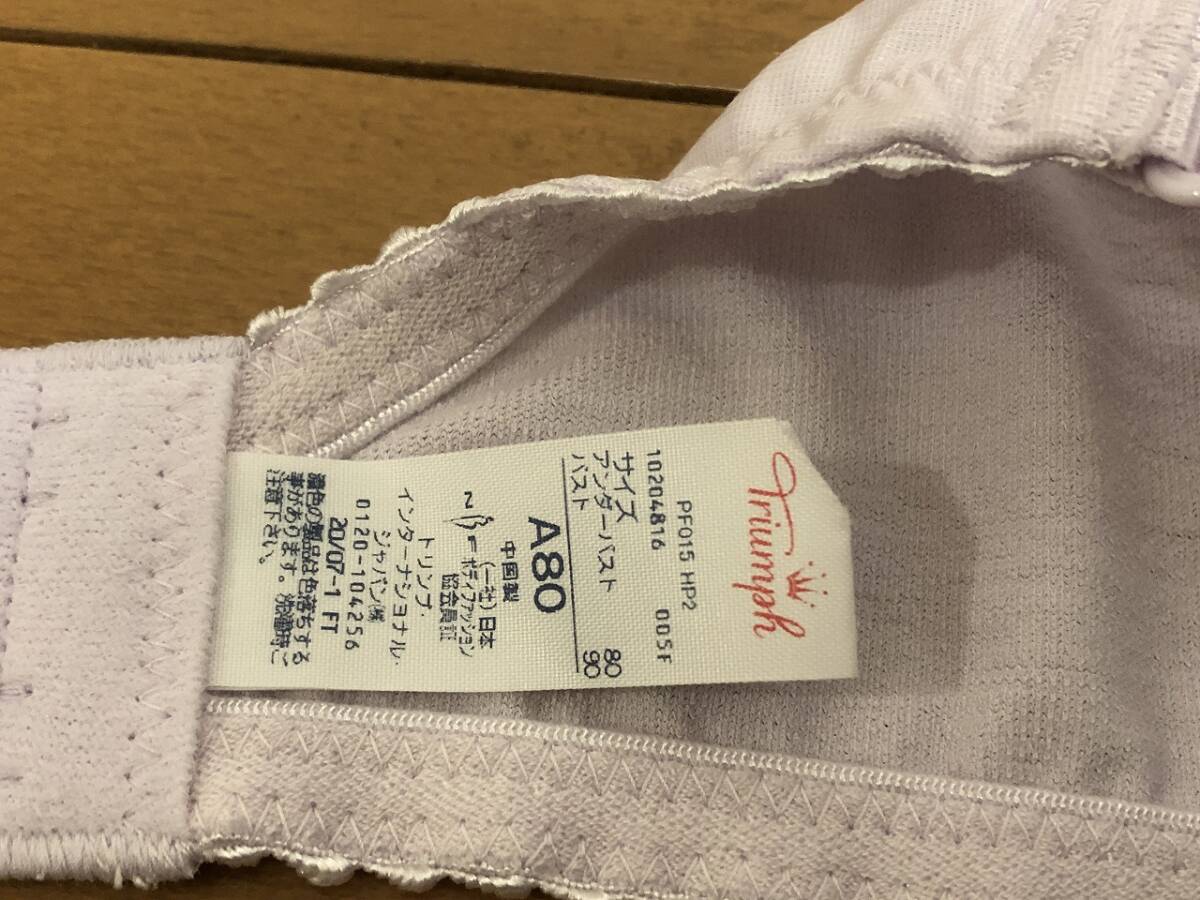 Triumph
PF015 HP2
10204816 005F
サイズ
アンダーバスト 80
バスト 90
A80
中国製
(一社)日本
ボディファッション
協会員証
トリンプ・
インターナショナル・
ジャパン(株)
0120-104256
20/07-1 FT
濃色の製品は色落ちする
事があります。洗濯時ご
注意下さい。